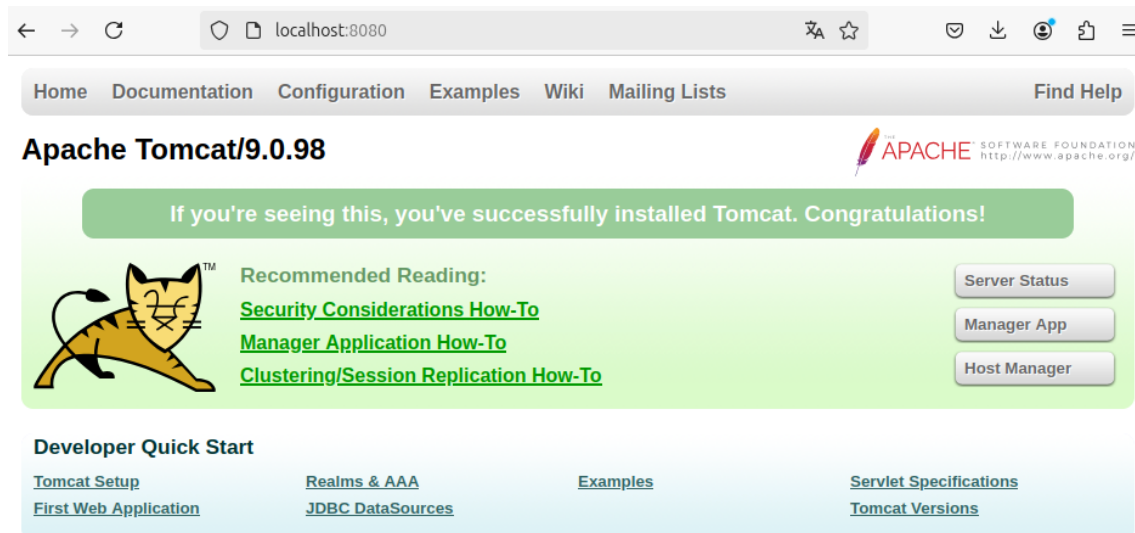 localhost:8080
Home Documentation Configuration Examples Wiki Mailing Lists Find Help
Apache Tomcat/9.0.98
THE
APACHE™ SOFTWARE FOUNDATION
http://www.apache.org/
If you're seeing this, you've successfully installed Tomcat. Congratulations!
TM
Recommended Reading:
Security Considerations How-To
Manager Application How-To
Clustering/Session Replication How-To
Server Status
Manager App
Host Manager
Developer Quick Start
Tomcat Setup Realms & AAA Examples Servlet Specifications
First Web Application JDBC DataSources Tomcat Versions